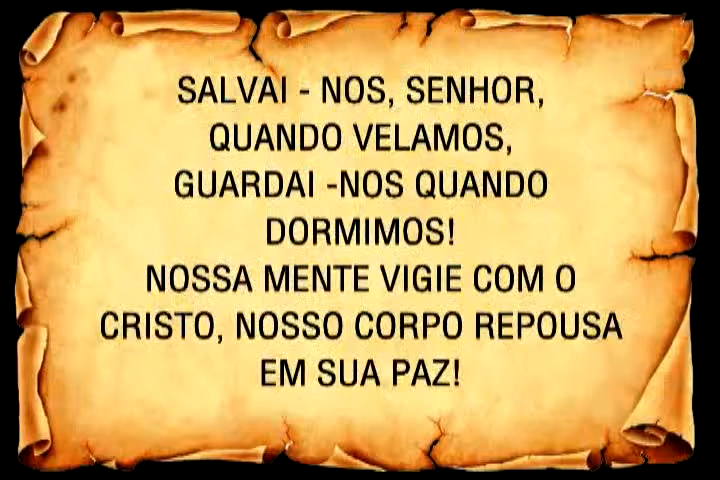 SALVAI - NOS, SENHOR,
QUANDO VELAMOS,
GUARDAI -NOS QUANDO
DORMIMOS!
NOSSA MENTE VIGIE COM O
CRISTO, NOSSO CORPO REPOUSA
EM SUA PAZ!